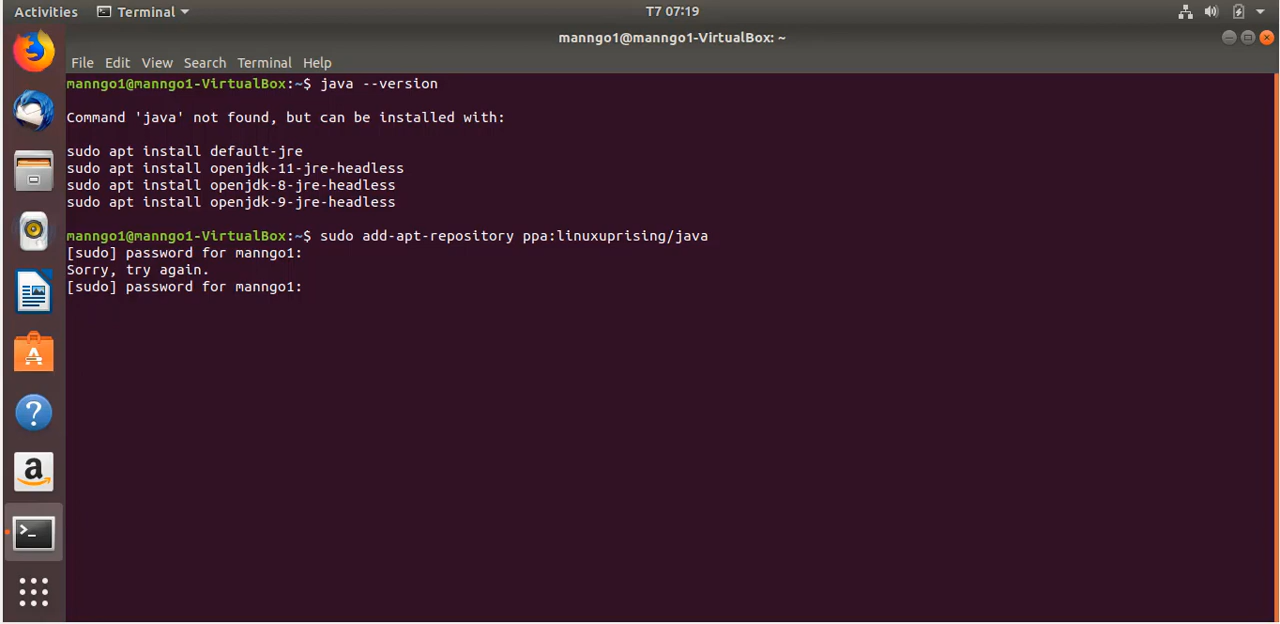 Activities Terminal T7 07:19
manngo1@manngo1-VirtualBox: ~
File Edit View Search Terminal Help
manngo1@manngo1-VirtualBox:~$ java --version
Command 'java' not found, but can be installed with:
sudo apt install default-jre
sudo apt install openjdk-11-jre-headless
sudo apt install openjdk-8-jre-headless
sudo apt install openjdk-9-jre-headless
manngo1@manngo1-VirtualBox:~$ sudo add-apt-repository ppa:linuxuprising/java
[sudo] password for manngo1:
Sorry, try again.
[sudo] password for manngo1: